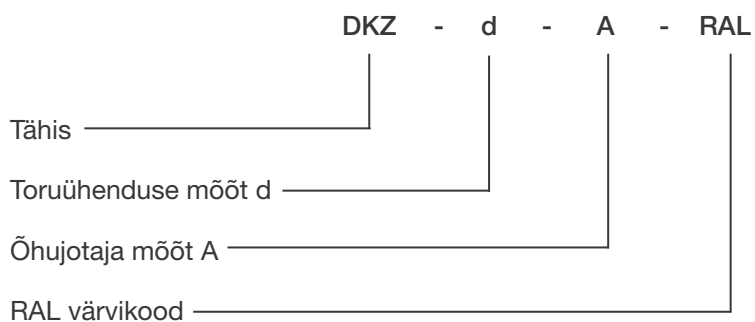 DKZ - d - A - RAL
Tähis
Toruühenduse mõõt d
Õhujotaja mõõt A
RAL värvikood